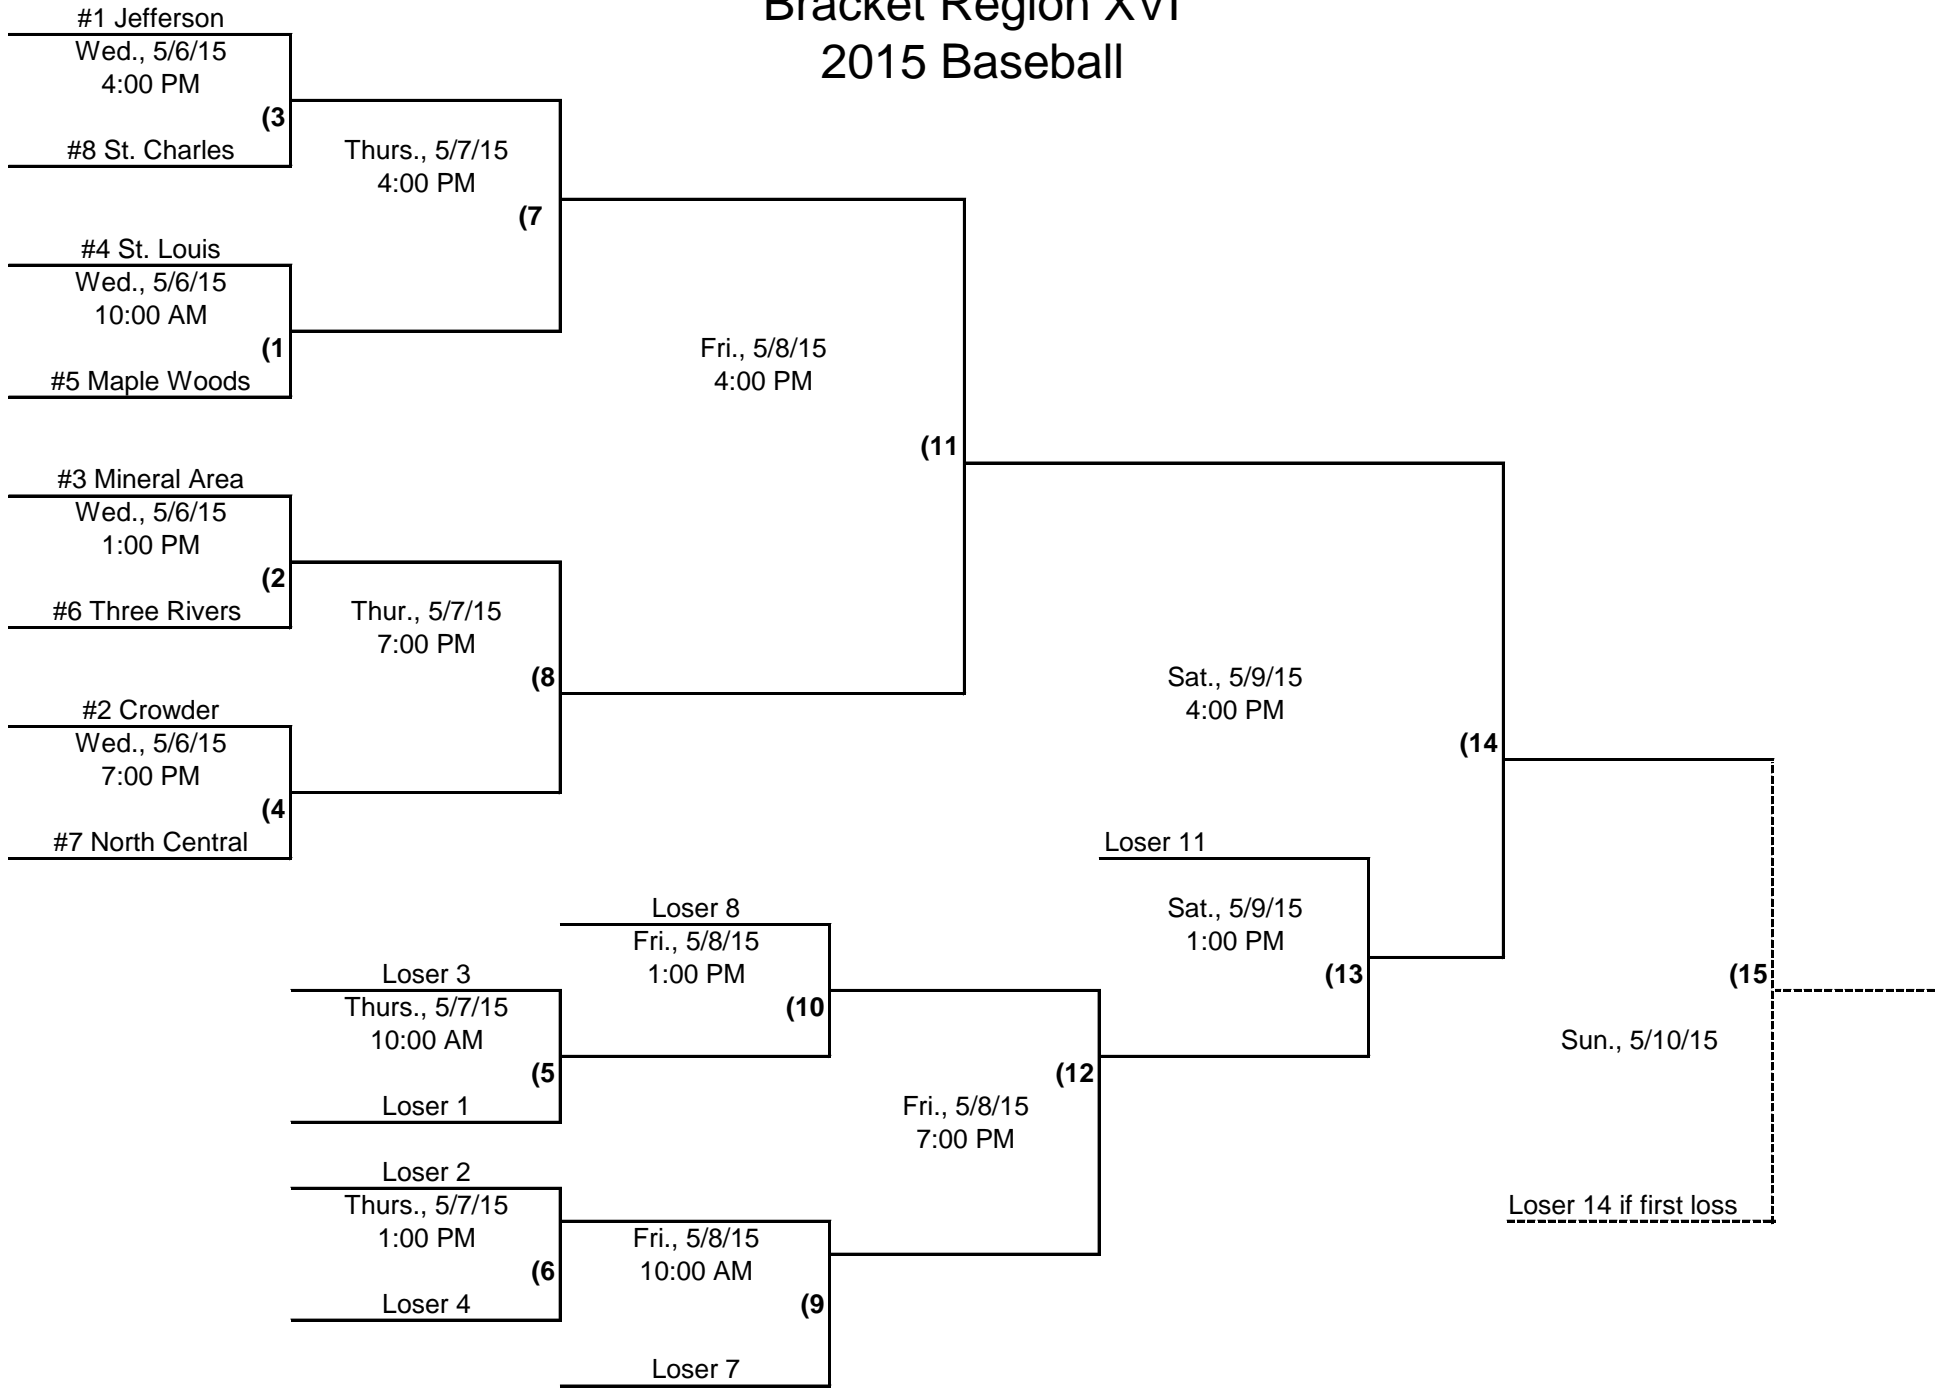 Bracket Region XVI
2015 Baseball
#1 Jefferson
Wed., 5/6/15
4:00 PM
(3
#8 St. Charles
Thurs., 5/7/15
4:00 PM
(7
#4 St. Louis
Wed., 5/6/15
10:00 AM
(1
#5 Maple Woods
Fri., 5/8/15
4:00 PM
(11
#3 Mineral Area
Wed., 5/6/15
1:00 PM
(2
#6 Three Rivers
Thur., 5/7/15
7:00 PM
(8
#2 Crowder
Wed., 5/6/15
7:00 PM
(4
#7 North Central
Sat., 5/9/15
4:00 PM
(14
Loser 11
Sat., 5/9/15
1:00 PM
(13
Loser 8
Fri., 5/8/15
1:00 PM
(10
Loser 3
Thurs., 5/7/15
10:00 AM
(5
Loser 1
(12
Fri., 5/8/15
7:00 PM
(15
Sun., 5/10/15
Loser 14 if first loss
Loser 2
Thurs., 5/7/15
1:00 PM
(6
Loser 4
Fri., 5/8/15
10:00 AM
(9
Loser 7